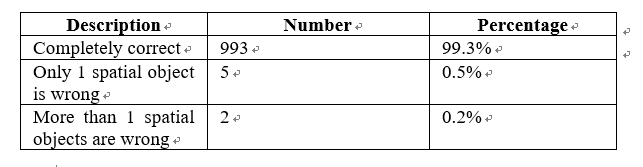 Description Number Percentage
Completely correct 993 99.3%
Only 1 spatial object 5 0.5%
is wrong
More than 1 spatial 2 0.2%
objects are wrong